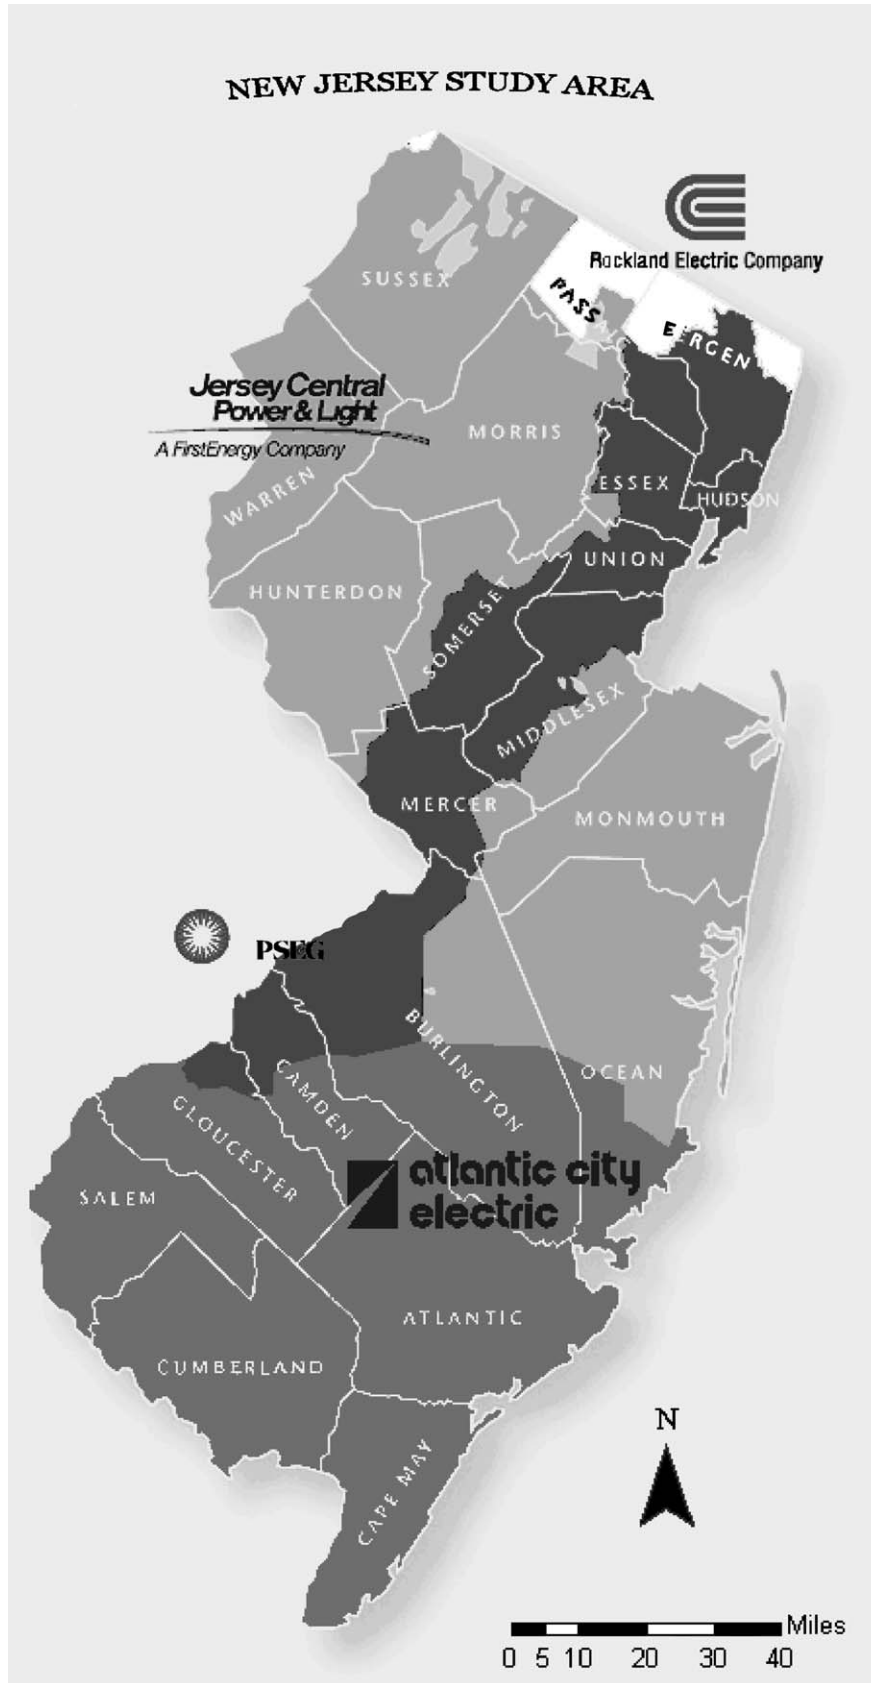 NEW JERSEY STUDY AREA
Rockland Electric Company
SUSSEX
PASS
BERGEN
Jersey Central
Power & Light
A FirstEnergy Company
MORRIS
WARREN
ESSEX
HUDSON
UNION
HUNTERDON
SOMERSET
MIDDLESEX
MERCER
MONMOUTH
PSEG
BURLINGTON
OCEAN
CAMDEN
GLOUCESTER
atlantic city
electric
SALEM
ATLANTIC
CUMBERLAND
CAPE MAY
N
Miles
0 5 10 20 30 40